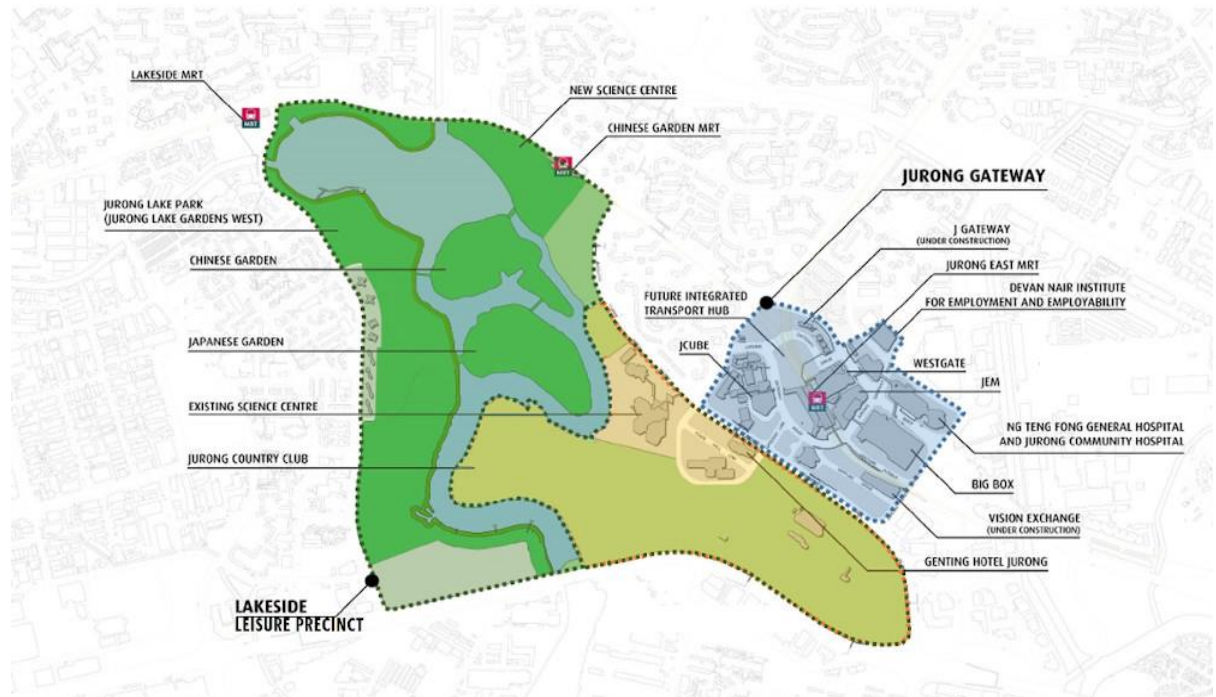 LAKESIDE MRT
MRT
NEW SCIENCE CENTRE
CHINESE GARDEN MRT
MRT
JURONG GATEWAY
JURONG LAKE PARK
(JURONG LAKE GARDENS WEST)
J GATEWAY
(UNDER CONSTRUCTION)
CHINESE GARDEN
JURONG EAST MRT
DEVAN NAIR INSTITUTE
FOR EMPLOYMENT AND EMPLOYABILITY
FUTURE INTEGRATED
TRANSPORT HUB
JAPANESE GARDEN
JCUBE
WESTGATE
JEM
MRT
EXISTING SCIENCE CENTRE
NG TENG FONG GENERAL HOSPITAL
AND JURONG COMMUNITY HOSPITAL
JURONG COUNTRY CLUB
BIG BOX
VISION EXCHANGE
(UNDER CONSTRUCTION)
GENTING HOTEL JURONG
LAKESIDE
LEISURE PRECINCT